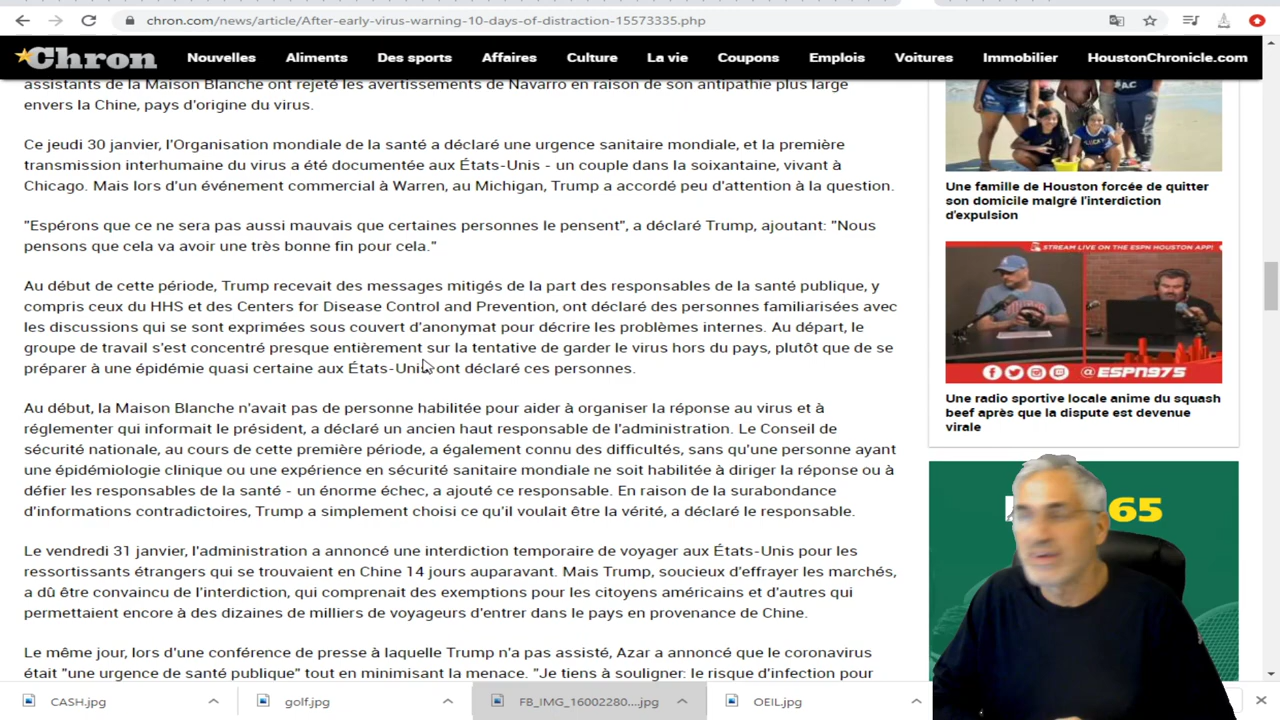 chron.com/news/article/After-early-virus-warning-10-days-of-distraction-15573335.php
Chron
Nouvelles
Aliments
Des sports
Affaires
Culture
La vie
Coupons
Emplois
Voitures
Immobilier
HoustonChronicle.com
assistants de la Maison Blanche ont rejeté les avertissements de Navarro en raison de son antipathie plus large
envers la Chine, pays d'origine du virus.
Ce jeudi 30 janvier, l'Organisation mondiale de la santé a déclaré une urgence sanitaire mondiale, et la première
transmission interhumaine du virus a été documentée aux États-Unis - un couple dans la soixantaine, vivant à
Chicago. Mais lors d'un événement commercial à Warren, au Michigan, Trump a accordé peu d'attention à la question.
"Espérons que ce ne sera pas aussi mauvais que certaines personnes le pensent", a déclaré Trump, ajoutant: "Nous
pensons que cela va avoir une très bonne fin pour cela."
Au début de cette période, Trump recevait des messages mitigés de la part des responsables de la santé publique, y
compris ceux du HHS et des Centers for Disease Control and Prevention, ont déclaré des personnes familiarisées avec
les discussions qui se sont exprimées sous couvert d'anonymat pour décrire les problèmes internes. Au départ, le
groupe de travail s'est concentré presque entièrement sur la tentative de garder le virus hors du pays, plutôt que de se
préparer à une épidémie quasi certaine aux États-Unis, ont déclaré ces personnes.
Au début, la Maison Blanche n'avait pas de personne habilitée pour aider à organiser la réponse au virus et à
réglementer qui informait le président, a déclaré un ancien haut responsable de l'administration. Le Conseil de
sécurité nationale, au cours de cette première période, a également connu des difficultés, sans qu'une personne ayant
une épidémiologie clinique ou une expérience en sécurité sanitaire mondiale ne soit habilitée à diriger la réponse ou à
défier les responsables de la santé - un énorme échec, a ajouté ce responsable. En raison de la surabondance
d'informations contradictoires, Trump a simplement choisi ce qu'il voulait être la vérité, a déclaré le responsable.
Le vendredi 31 janvier, l'administration a annoncé une interdiction temporaire de voyager aux États-Unis pour les
ressortissants étrangers qui se trouvaient en Chine 14 jours auparavant. Mais Trump, soucieux d'effrayer les marchés,
a dû être convaincu de l'interdiction, qui comprenait des exemptions pour les citoyens américains et d'autres qui
permettaient encore à des dizaines de milliers de voyageurs d'entrer dans le pays en provenance de Chine.
Le même jour, lors d'une conférence de presse à laquelle Trump n'a pas assisté, Azar a annoncé que le coronavirus
était "une urgence de santé publique" tout en minimisant la menace. "Je tiens à souligner: le risque d'infection pour
Une famille de Houston forcée de quitter
son domicile malgré l'interdiction
d'expulsion
STREAM LIVE ON THE ESPN HOUSTON APP!
@ESPN975
Une radio sportive locale anime du squash
beef après que la dispute est devenue
virale
65
CASH.jpg
golf.jpg
FB_IMG_16002280....jpg
OEIL.jpg